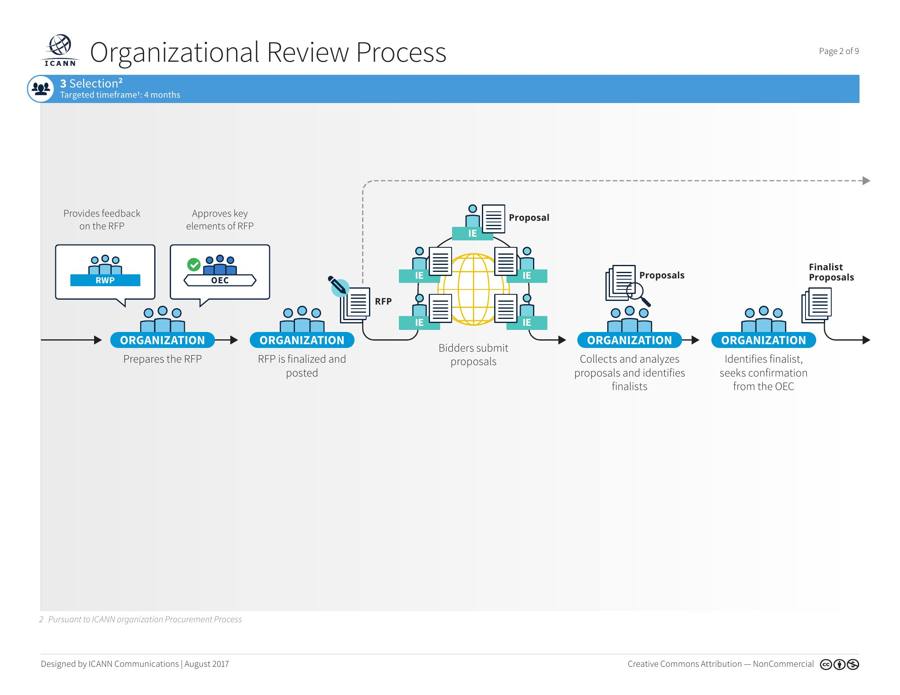 ICANN
Organizational Review Process
Page 2 of 9
3 Selection²
Targeted timeframe¹: 4 months
Provides feedback
on the RFP
Approves key
elements of RFP
RWP
OEC
IE
Proposal
IE
IE
IE
IE
RFP
Proposals
Finalist
Proposals
ORGANIZATION
Prepares the RFP
ORGANIZATION
RFP is finalized and
posted
Bidders submit
proposals
ORGANIZATION
Collects and analyzes
proposals and identifies
finalists
ORGANIZATION
Identifies finalist,
seeks confirmation
from the OEC
2 Pursuant to ICANN organization Procurement Process
Designed by ICANN Communications | August 2017
Creative Commons Attribution — NonCommercial